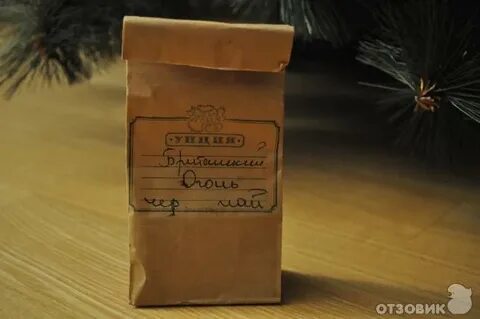 УНЦИЯ
Британский
Огонь
чер чай
ОТЗОВИК